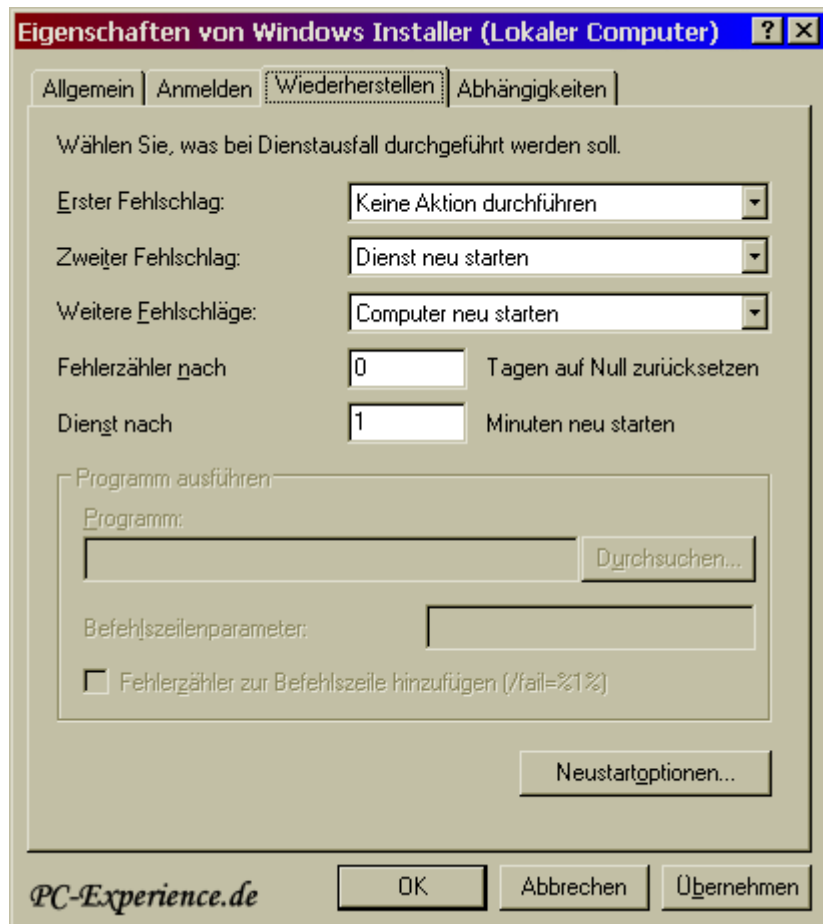 Eigenschaften von Windows Installer (Lokaler Computer)
Allgemein Anmelden Wiederherstellen Abhängigkeiten
Wählen Sie, was bei Dienstausfall durchgeführt werden soll.
Erster Fehlschlag: Keine Aktion durchführen
Zweiter Fehlschlag: Dienst neu starten
Weitere Fehlschläge: Computer neu starten
Fehlerzähler nach 0 Tagen auf Null zurücksetzen
Dienst nach 1 Minuten neu starten
Programm ausführen
Programm:
Durchsuchen...
Befehlszeilenparameter:
Fehlerzähler zur Befehlszeile hinzufügen (/fail=%1%)
Neustartoptionen...
PC-Experience.de OK Abbrechen Übernehmen